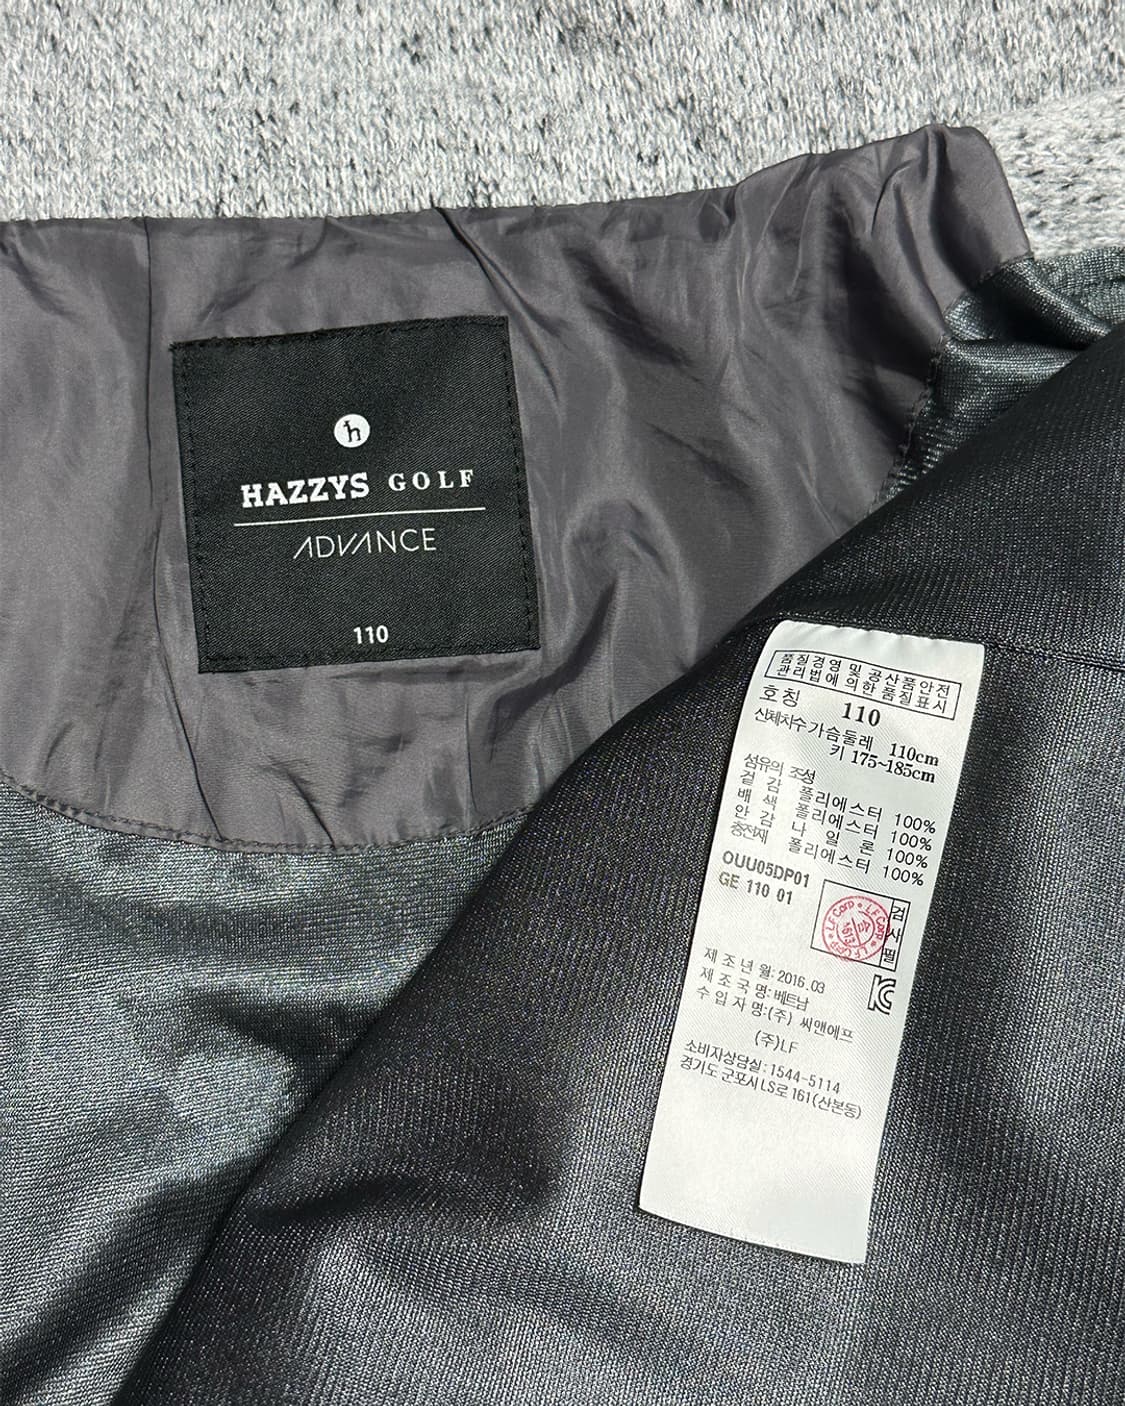 h
HAZZYS GOLF
ADVANCE
110
품질경영 및 공산품안전
관리법에 의한 품질표시
호칭 110
신체치수 가슴둘레 110cm
키 175~185cm
섬유의 조성
겉감 폴리에스터 100%
배색 폴리에스터 100%
안감 나일론 100%
충전재 폴리에스터 100%
OUU05DP01
GE 110 01
검사필
LF Corp
제조년월:2016.03
제조국명:베트남
수입자명:(주) 씨앤에프
(주)LF
소비자상담실:1544-5114
경기도 군포시 LS로 161(산본동)